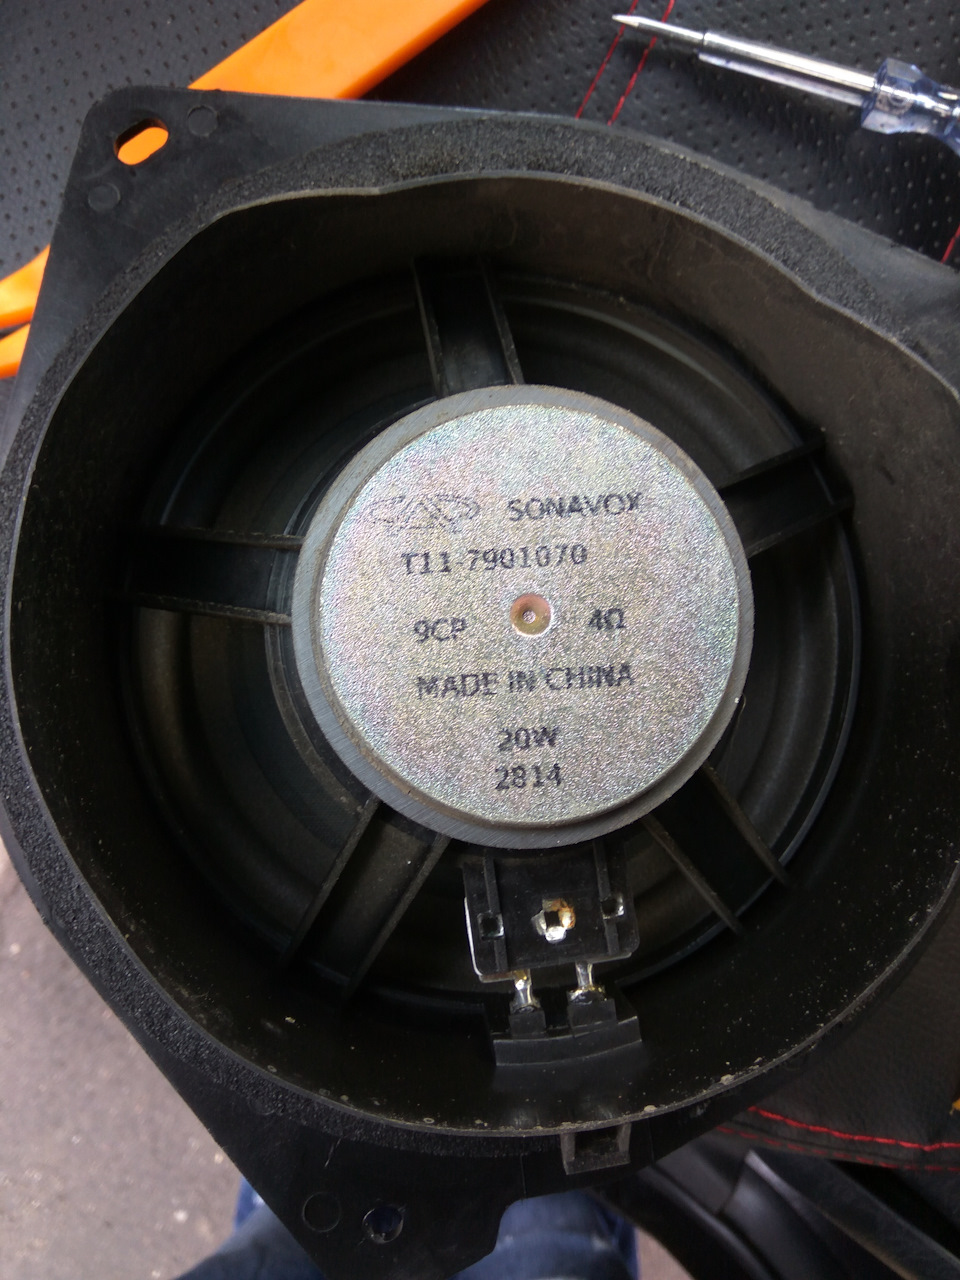 SONAVOX
T11-7901070
9CP 4Ω
MADE IN CHINA
20W
2814